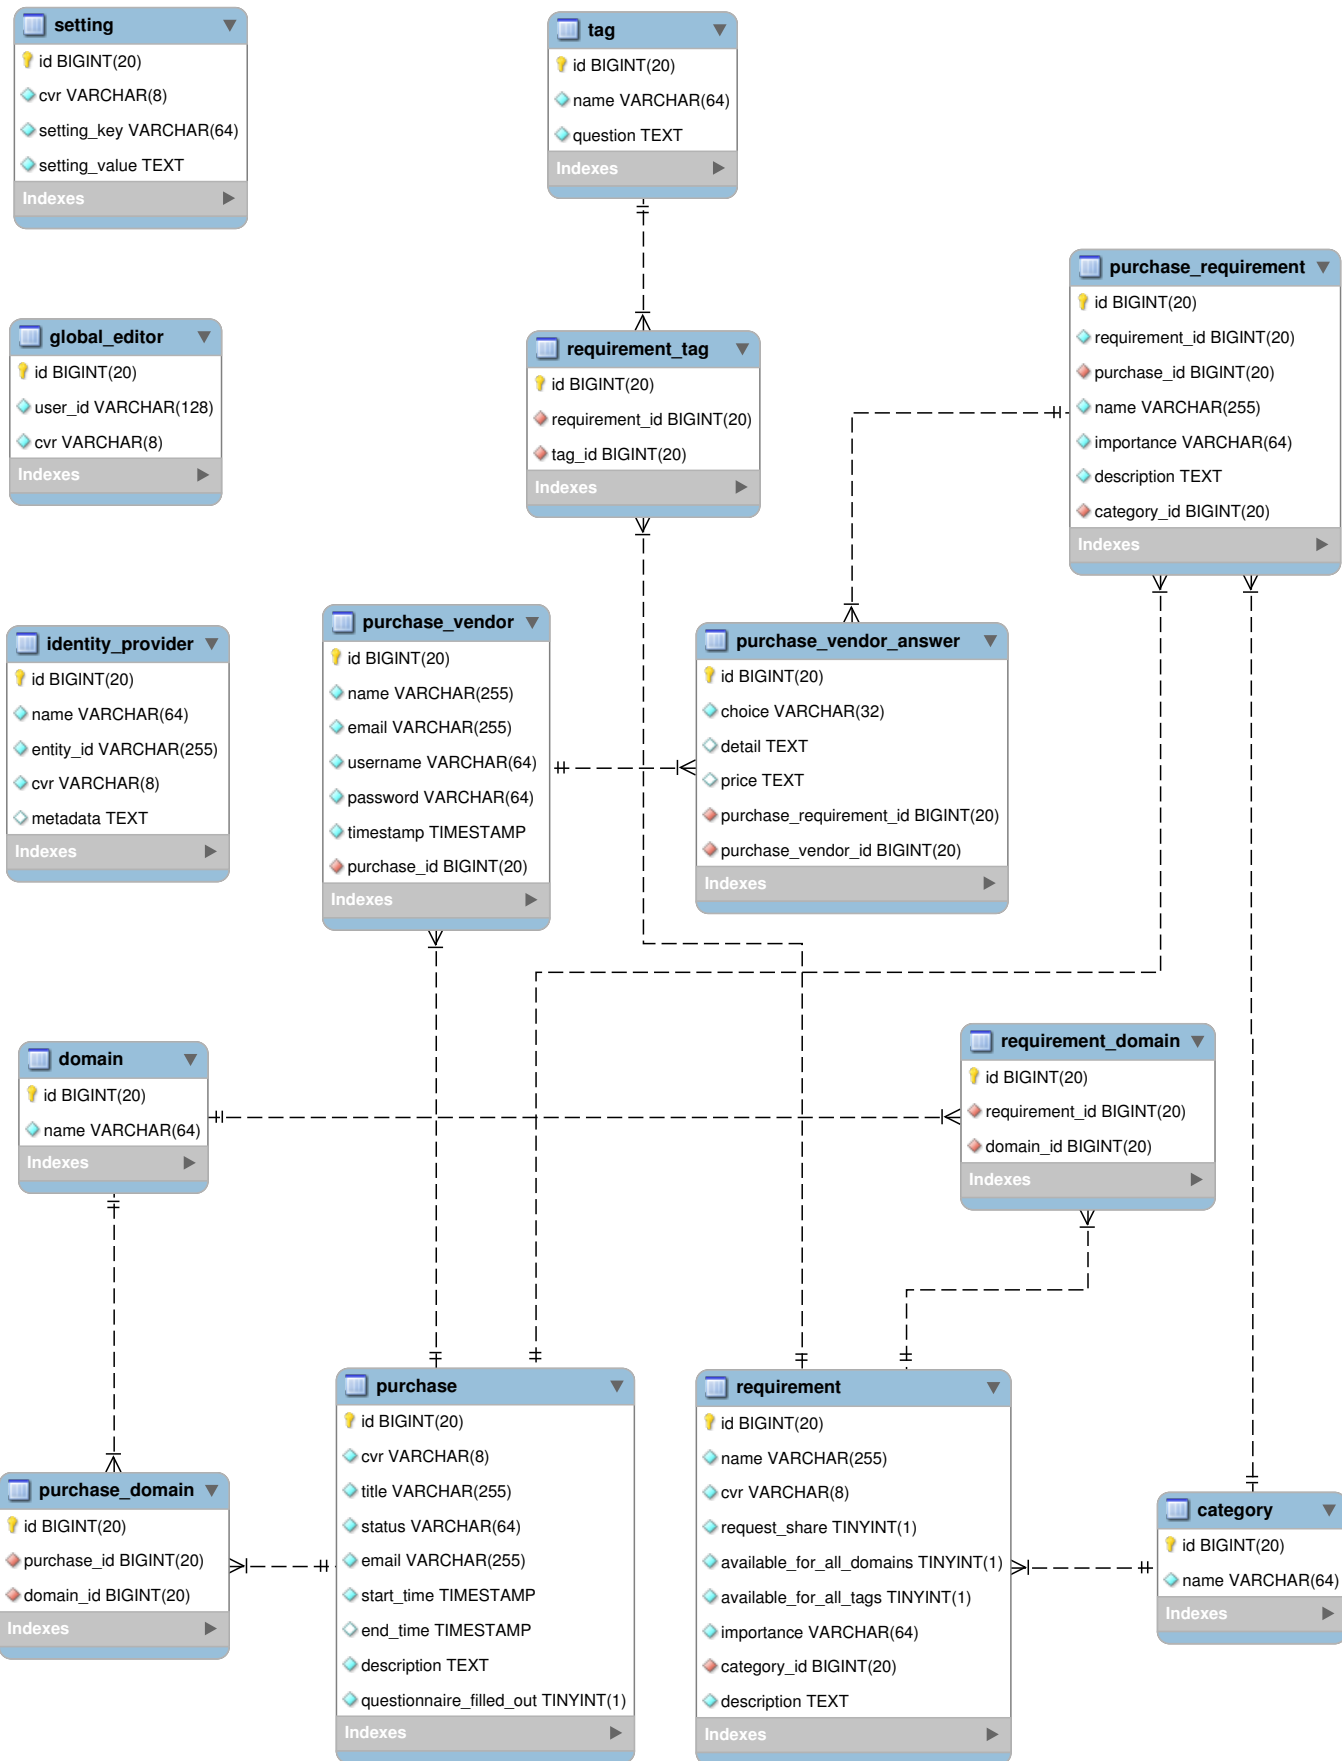 setting
id BIGINT(20)
cvr VARCHAR(8)
setting_key VARCHAR(64)
setting_value TEXT
Indexes
tag
id BIGINT(20)
name VARCHAR(64)
question TEXT
Indexes
purchase_requirement
id BIGINT(20)
requirement_id BIGINT(20)
purchase_id BIGINT(20)
name VARCHAR(255)
importance VARCHAR(64)
description TEXT
category_id BIGINT(20)
Indexes
global_editor
id BIGINT(20)
user_id VARCHAR(128)
cvr VARCHAR(8)
Indexes
requirement_tag
id BIGINT(20)
requirement_id BIGINT(20)
tag_id BIGINT(20)
Indexes
identity_provider
id BIGINT(20)
name VARCHAR(64)
entity_id VARCHAR(255)
cvr VARCHAR(8)
metadata TEXT
Indexes
purchase_vendor
id BIGINT(20)
name VARCHAR(255)
email VARCHAR(255)
username VARCHAR(64)
password VARCHAR(64)
timestamp TIMESTAMP
purchase_id BIGINT(20)
Indexes
purchase_vendor_answer
id BIGINT(20)
choice VARCHAR(32)
detail TEXT
price TEXT
purchase_requirement_id BIGINT(20)
purchase_vendor_id BIGINT(20)
Indexes
domain
id BIGINT(20)
name VARCHAR(64)
Indexes
requirement_domain
id BIGINT(20)
requirement_id BIGINT(20)
domain_id BIGINT(20)
Indexes
purchase_domain
id BIGINT(20)
purchase_id BIGINT(20)
domain_id BIGINT(20)
Indexes
purchase
id BIGINT(20)
cvr VARCHAR(8)
title VARCHAR(255)
status VARCHAR(64)
email VARCHAR(255)
start_time TIMESTAMP
end_time TIMESTAMP
description TEXT
questionnaire_filled_out TINYINT(1)
Indexes
requirement
id BIGINT(20)
name VARCHAR(255)
cvr VARCHAR(8)
request_share TINYINT(1)
available_for_all_domains TINYINT(1)
available_for_all_tags TINYINT(1)
importance VARCHAR(64)
category_id BIGINT(20)
description TEXT
Indexes
category
id BIGINT(20)
name VARCHAR(64)
Indexes